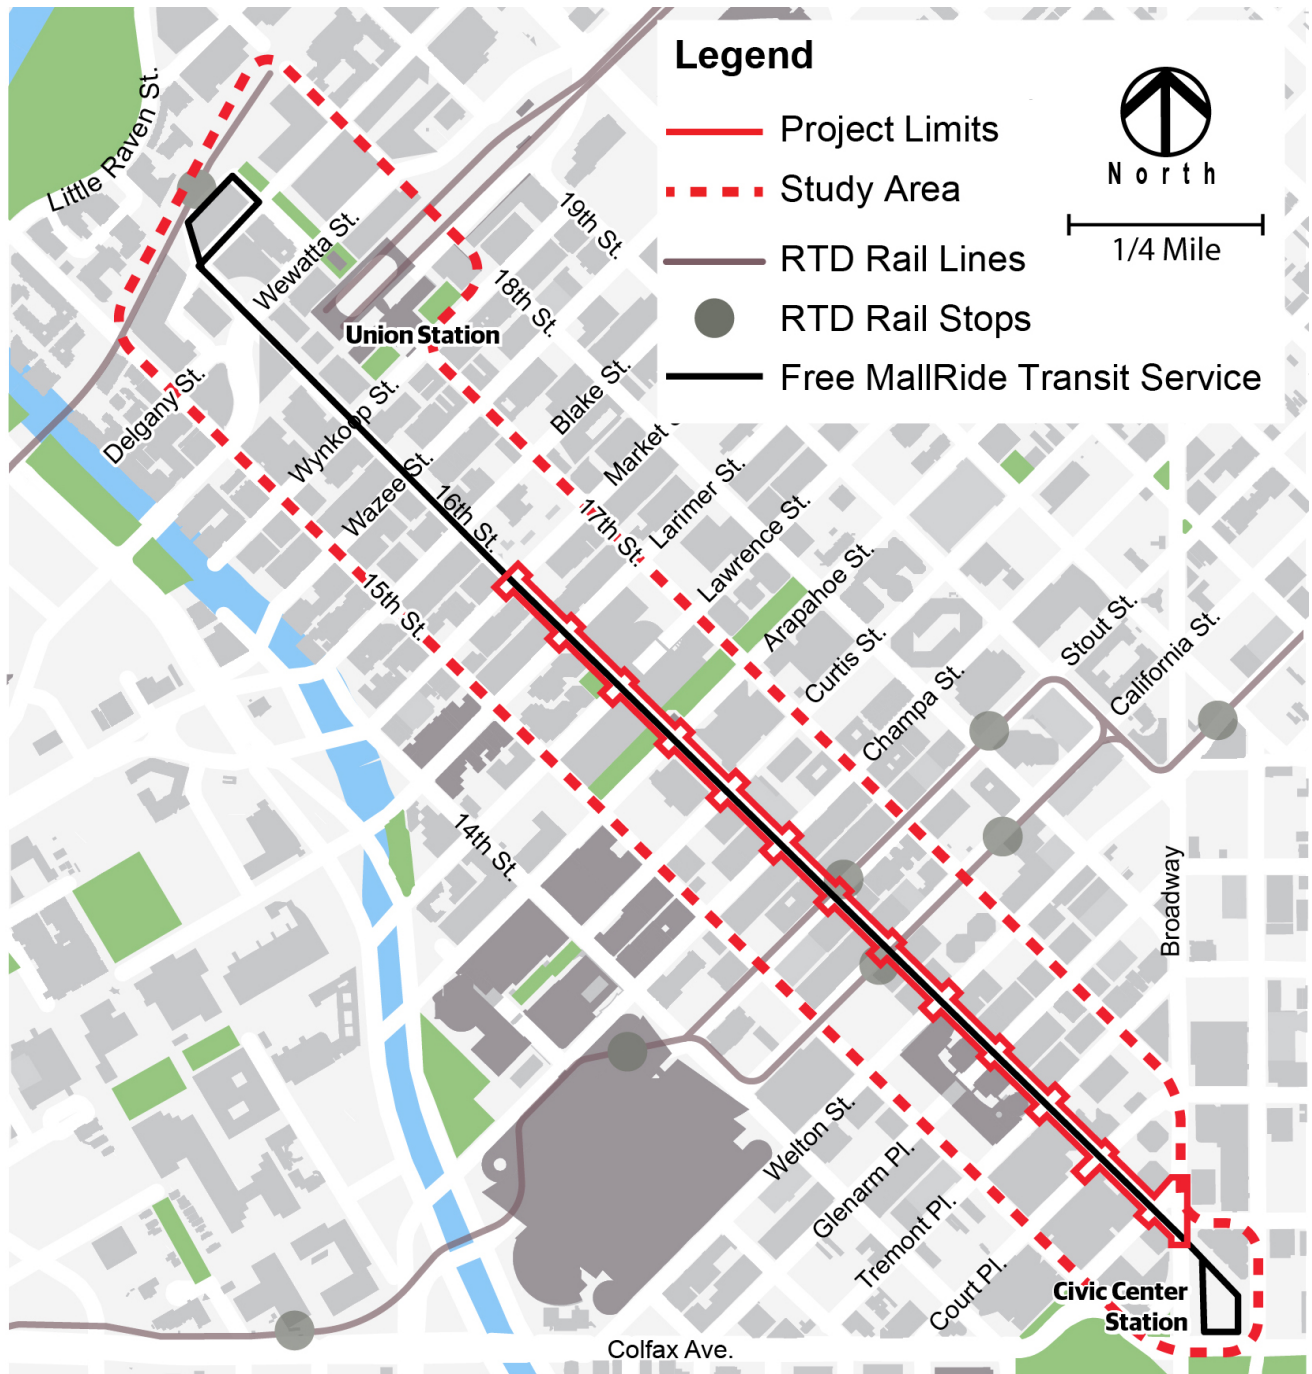 Legend
Project Limits
Study Area
RTD Rail Lines
RTD Rail Stops
Free MallRide Transit Service
North
1/4 Mile
Little Raven St.
Wewatta St.
19th St.
18th St.
Union Station
Delgany St.
Wynkoop St.
Blake St.
Market
Wazee St.
16th St.
17th St.
Larimer St.
Lawrence St.
15th St.
Arapahoe St.
Curtis St.
Stout St.
California St.
Champa St.
14th St.
Broadway
Welton St.
Glenarm Pl.
Tremont Pl.
Court Pl.
Civic Center
Station
Colfax Ave.